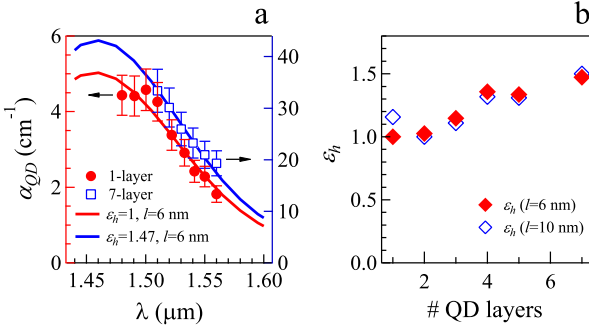 a
b
α_QD (cm⁻¹)
6
4
2
0
40
30
20
10
0
1-layer
7-layer
ε_h=1, l=6 nm
ε_h=1.47, l=6 nm
1.45 1.50 1.55 1.60
λ (μm)
ε_h
1.5
1.0
0.5
0.0
ε_h (l=6 nm)
ε_h (l=10 nm)
2 4 6
# QD layers